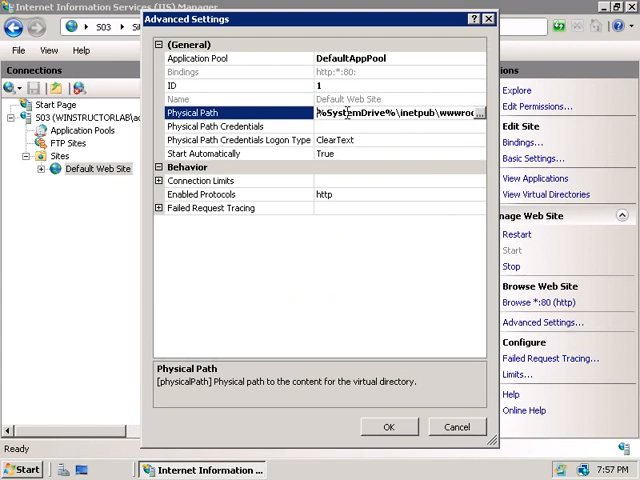 Internet Information Services (IIS) Manager
S03
File
View
Connections
Start Page
S03 (WINSTRUCTORLAB\
Application Pools
FTP Sites
Sites
Default Web Site
Ready
Advanced Settings
(General)
Application Pool DefaultAppPool
Bindings http:*:80:
ID 1
Name Default Web Site
Physical Path %SystemDrive%\inetpub\wwwroo ...
Physical Path Credentials
Physical Path Credentials Logon Type ClearText
Start Automatically True
Behavior
Connection Limits
Enabled Protocols http
Failed Request Tracing
Physical Path
[physicalPath] Physical path to the content for the virtual directory.
OK
Cancel
Explore
Edit Permissions...
Edit Site
Bindings...
Basic Settings...
View Applications
View Virtual Directories
nage Web Site
Restart
Start
Stop
Browse Web Site
Browse *:80 (http)
Advanced Settings...
Configure
Failed Request Tracing...
Limits...
Help
Online Help
Start
Internet Information ...
7:57 PM